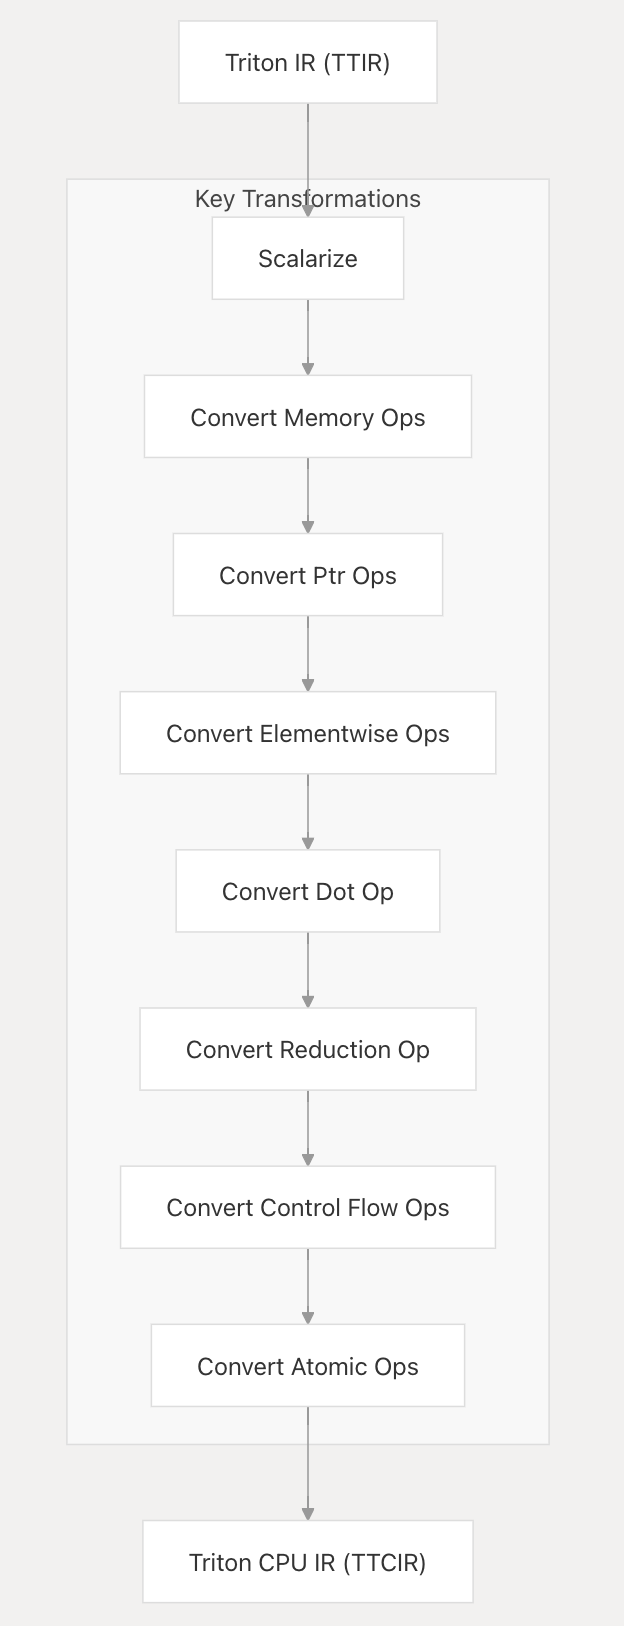 Triton IR (TTIR)
Key Transformations
Scalarize
Convert Memory Ops
Convert Ptr Ops
Convert Elementwise Ops
Convert Dot Op
Convert Reduction Op
Convert Control Flow Ops
Convert Atomic Ops
Triton CPU IR (TTCIR)